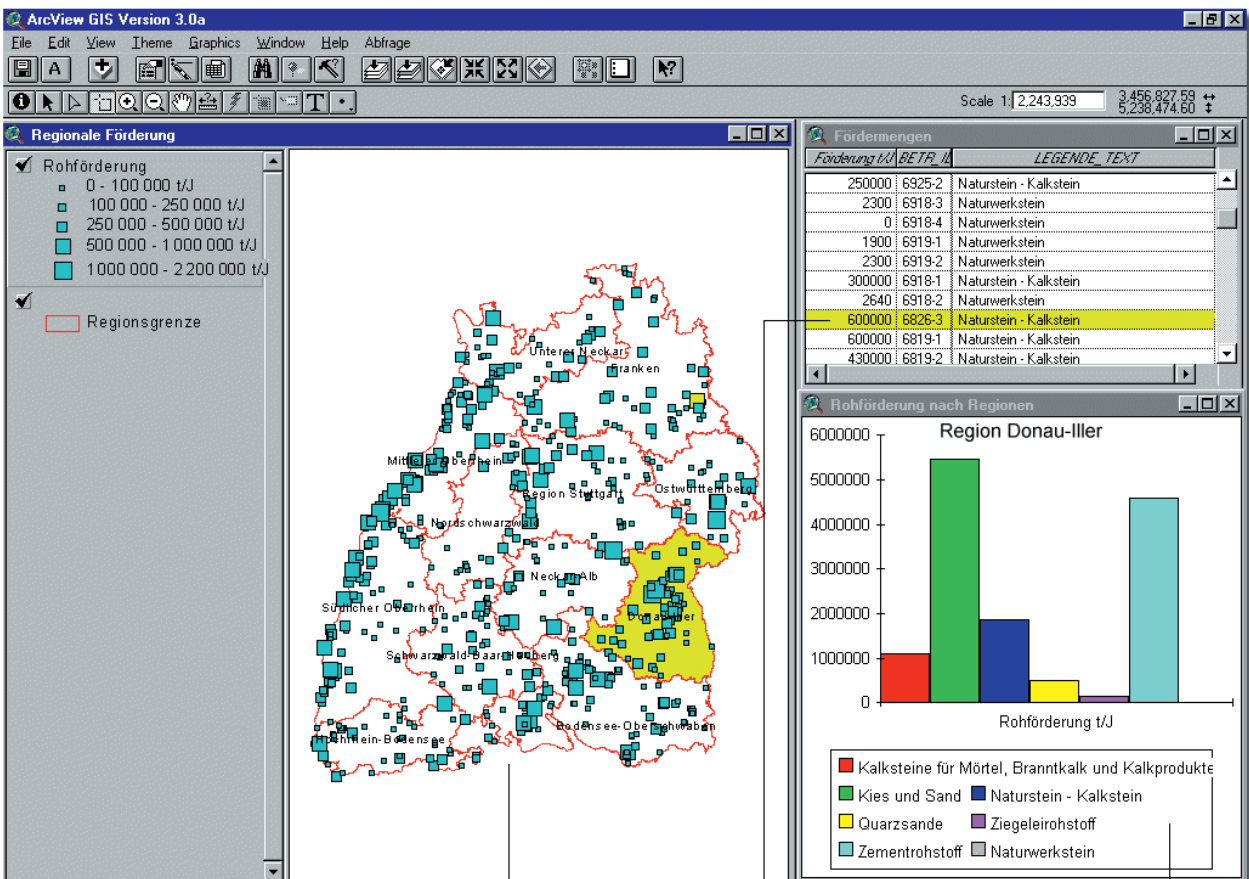 ArcView GIS Version 3.0a
File Edit View Theme Graphics Window Help Abfrage
Scale 1: 2,243,939 3,456,827.59
5,238,474.60
Regionale Förderung
Rohförderung
0 - 100 000 t/J
100 000 - 250 000 t/J
250 000 - 500 000 t/J
500 000 - 1 000 000 t/J
1 000 000 - 2 200 000 t/J
Regionsgrenze
Unterer Neckar
Franken
Mittlerer Oberrhein
Region Stuttgart
Ostwürttemberg
Nordschwarzwald
Neckar-Alb
Südlicher Oberrhein
Donau-Iller
Schwarzwald-Baar-Heuberg
Bodensee-Oberschwaben
Hochrhein-Bodensee
Fördermengen
Förderung t/J BETR_ID LEGENDE_TEXT
250000 6925-2 Naturstein - Kalkstein
2300 6918-3 Naturwerkstein
0 6918-4 Naturwerkstein
1900 6919-1 Naturwerkstein
2300 6919-2 Naturwerkstein
300000 6918-1 Naturstein - Kalkstein
2640 6918-2 Naturwerkstein
600000 6826-3 Naturstein - Kalkstein
600000 6819-1 Naturstein - Kalkstein
430000 6819-2 Naturstein - Kalkstein
Rohförderung nach Regionen
Region Donau-Iller
6000000
5000000
4000000
3000000
2000000
1000000
0
Rohförderung t/J
Kalksteine für Mörtel, Branntkalk und Kalkprodukte
Kies und Sand Naturstein - Kalkstein
Quarzsande Ziegeleirohstoff
Zementrohstoff Naturwerkstein